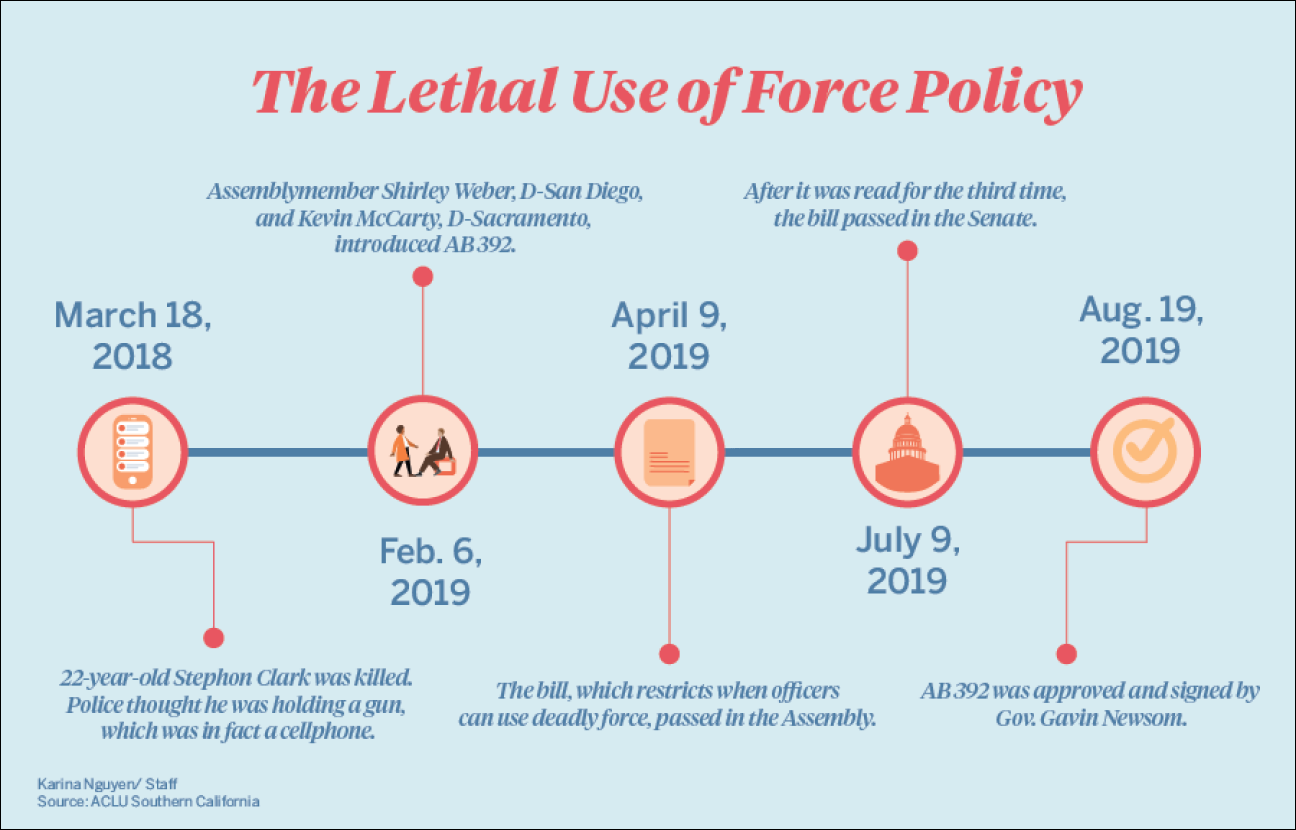 The Lethal Use of Force Policy
Assemblymember Shirley Weber, D-San Diego,
and Kevin McCarty, D-Sacramento,
introduced AB 392.
After it was read for the third time,
the bill passed in the Senate.
March 18,
2018
April 9,
2019
Aug. 19,
2019
Feb. 6,
2019
July 9,
2019
22-year-old Stephon Clark was killed.
Police thought he was holding a gun,
which was in fact a cellphone.
The bill, which restricts when officers
can use deadly force, passed in the Assembly.
AB 392 was approved and signed by
Gov. Gavin Newsom.
Karina Nguyen/ Staff
Source: ACLU Southern California